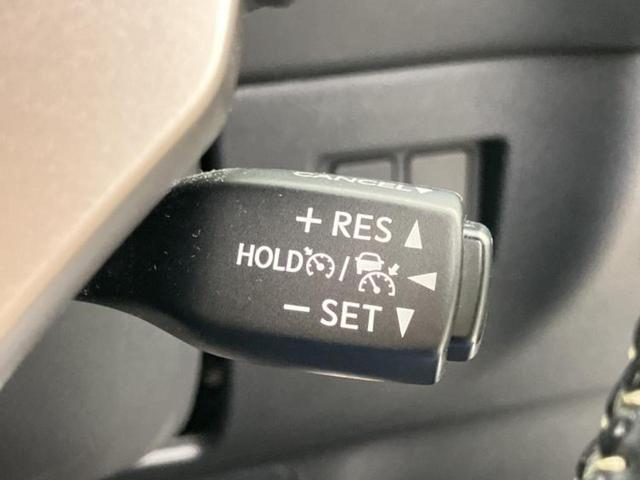 CANCEL
+ RES
HOLD /
− SET